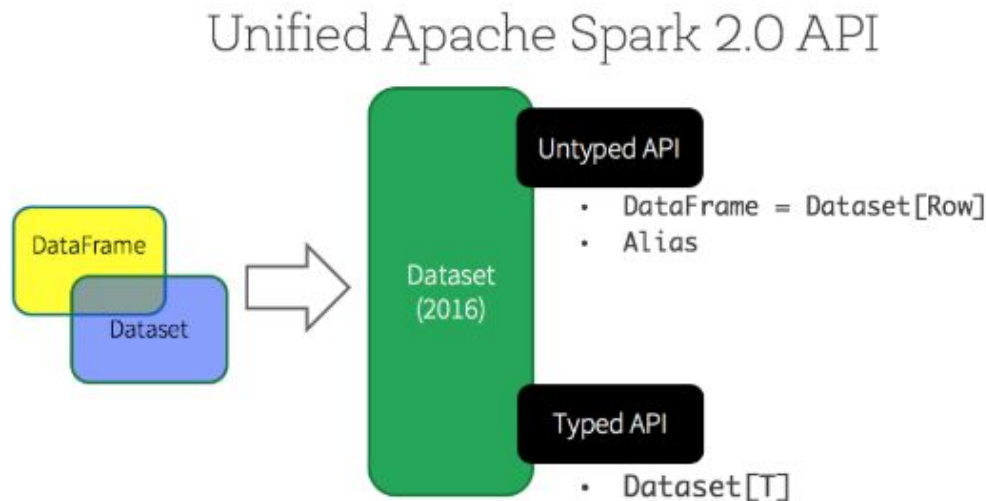 Unified Apache Spark 2.0 API
DataFrame
Dataset
Dataset
(2016)
Untyped API
• DataFrame = Dataset[Row]
• Alias
Typed API
• Dataset[T]